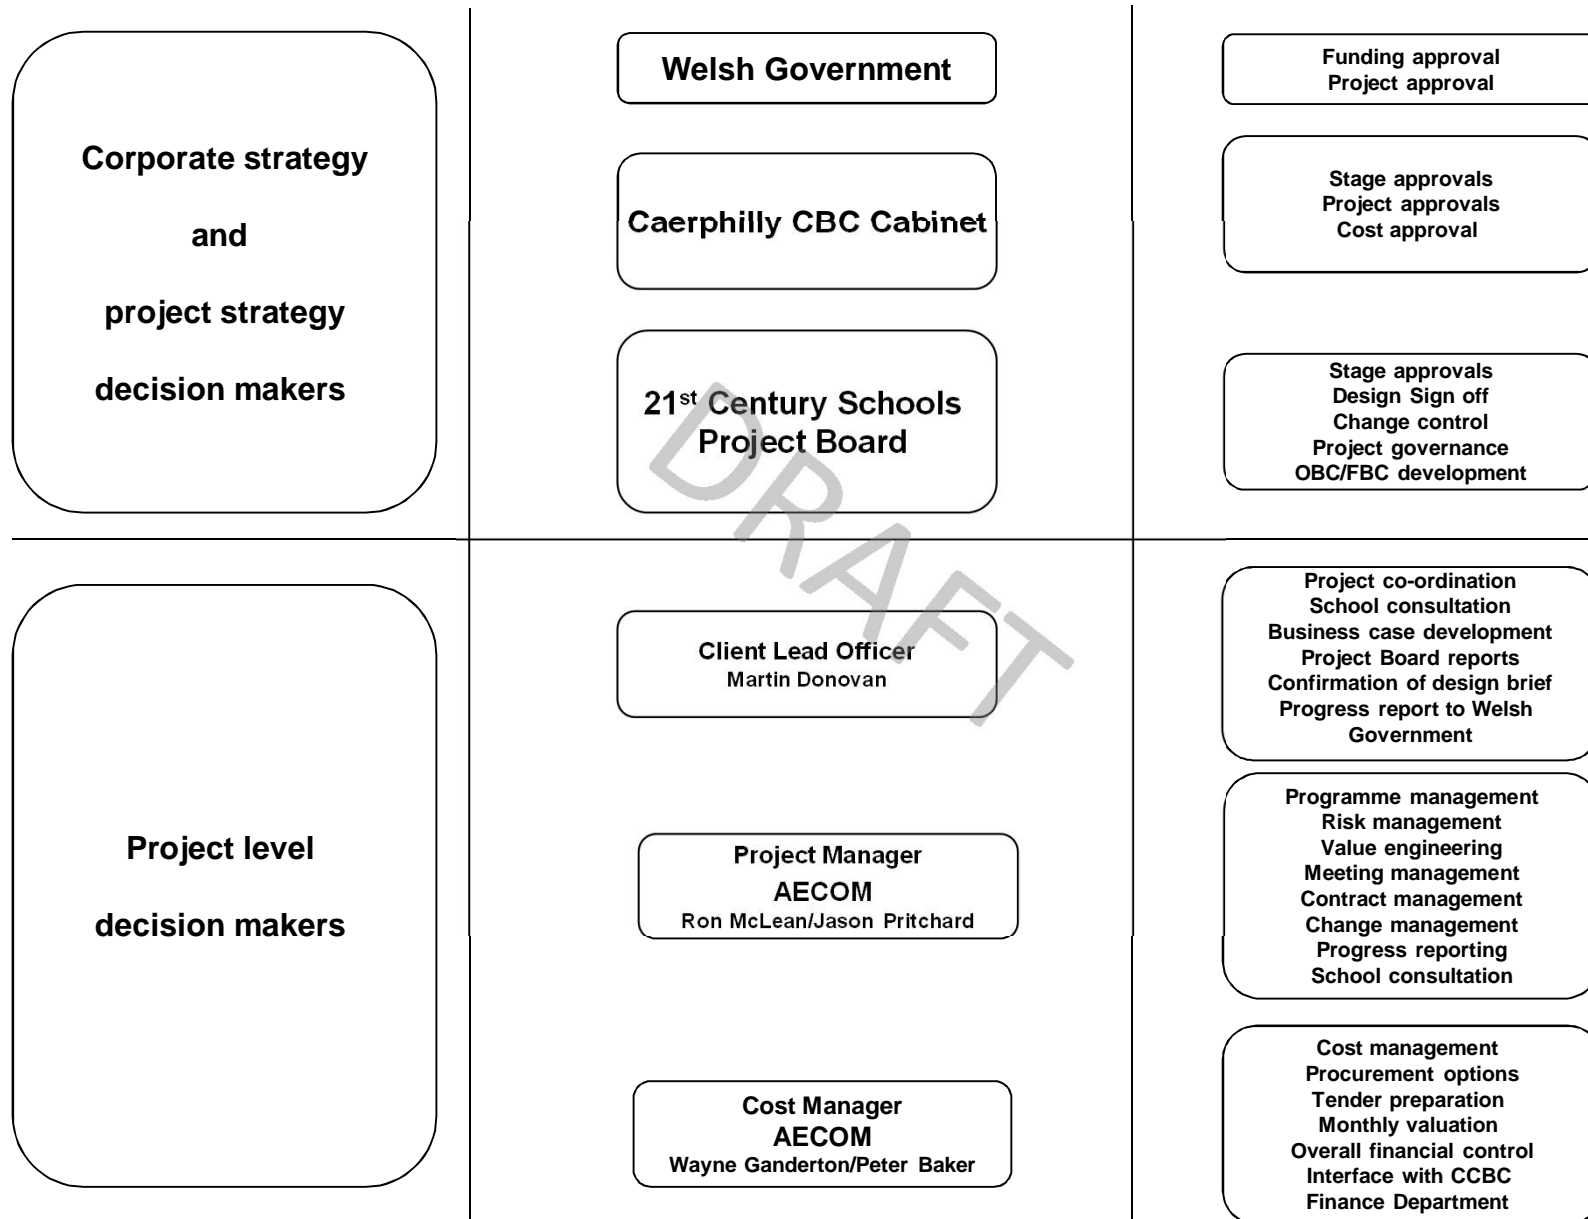 Corporate strategy
and
project strategy
decision makers
Welsh Government
Funding approval
Project approval
Caerphilly CBC Cabinet
Stage approvals
Project approvals
Cost approval
21st Century Schools
Project Board
Stage approvals
Design Sign off
Change control
Project governance
OBC/FBC development
DRAFT
Project level
decision makers
Client Lead Officer
Martin Donovan
Project co-ordination
School consultation
Business case development
Project Board reports
Confirmation of design brief
Progress report to Welsh
Government
Project Manager
AECOM
Ron McLean/Jason Pritchard
Programme management
Risk management
Value engineering
Meeting management
Contract management
Change management
Progress reporting
School consultation
Cost Manager
AECOM
Wayne Ganderton/Peter Baker
Cost management
Procurement options
Tender preparation
Monthly valuation
Overall financial control
Interface with CCBC
Finance Department